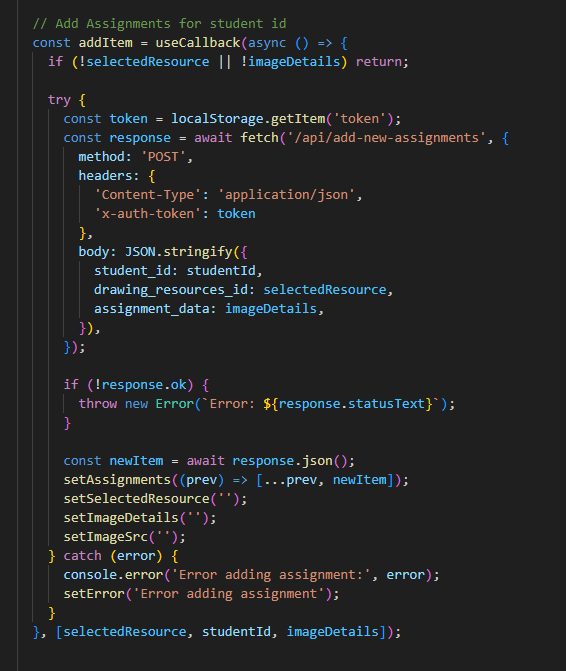 // Add Assignments for student id
const addItem = useCallback(async () => {
  if (!selectedResource || !imageDetails) return;

  try {
    const token = localStorage.getItem('token');
    const response = await fetch('/api/add-new-assignments', {
      method: 'POST',
      headers: {
        'Content-Type': 'application/json',
        'x-auth-token': token
      },
      body: JSON.stringify({
        student_id: studentId,
        drawing_resources_id: selectedResource,
        assignment_data: imageDetails,
      }),
    });

    if (!response.ok) {
      throw new Error(`Error: ${response.statusText}`);
    }

    const newItem = await response.json();
    setAssignments((prev) => [...prev, newItem]);
    setSelectedResource('');
    setImageDetails('');
    setImageSrc('');
  } catch (error) {
    console.error('Error adding assignment:', error);
    setError('Error adding assignment');
  }
}, [selectedResource, studentId, imageDetails]);